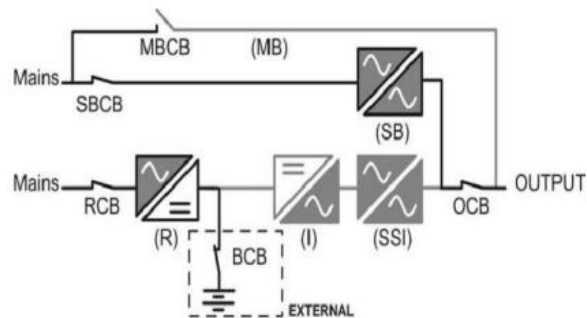 MBCB
(MB)
Mains
SBCB
(SB)
Mains
RCB
(R)
(I)
(SSI)
OCB
OUTPUT
BCB
EXTERNAL